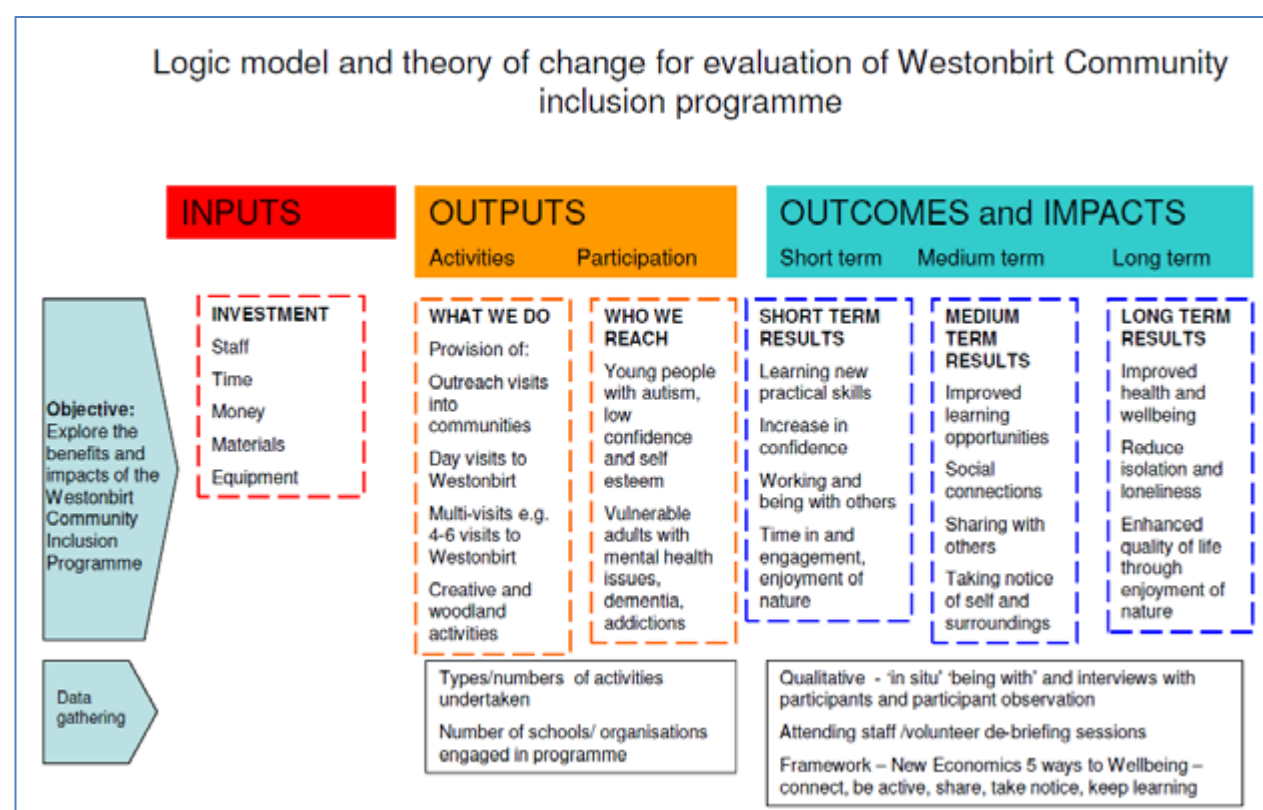 Logic model and theory of change for evaluation of Westonbirt Community
inclusion programme
INPUTS
OUTPUTS
Activities
Participation
OUTCOMES and IMPACTS
Short term
Medium term
Long term
Objective:
Explore the
benefits and
impacts of the
Westonbirt
Community
Inclusion
Programme
INVESTMENT
Staff
Time
Money
Materials
Equipment
WHAT WE DO
Provision of:
Outreach visits
into
communities
Day visits to
Westonbirt
Multi-visits e.g.
4-6 visits to
Westonbirt
Creative and
woodland
activities
WHO WE
REACH
Young people
with autism,
low
confidence
and self
esteem
Vulnerable
adults with
mental health
issues,
dementia,
addictions
SHORT TERM
RESULTS
Learning new
practical skills
Increase in
confidence
Working and
being with others
Time in and
engagement,
enjoyment of
nature
MEDIUM
TERM
RESULTS
Improved
learning
opportunities
Social
connections
Sharing with
others
Taking notice
of self and
surroundings
LONG TERM
RESULTS
Improved
health and
wellbeing
Reduce
isolation and
loneliness
Enhanced
quality of life
through
enjoyment of
nature
Data
gathering
Types/numbers of activities
undertaken
Number of schools/ organisations
engaged in programme
Qualitative - 'in situ' 'being with' and interviews with
participants and participant observation
Attending staff /volunteer de-briefing sessions
Framework – New Economics 5 ways to Wellbeing –
connect, be active, share, take notice, keep learning